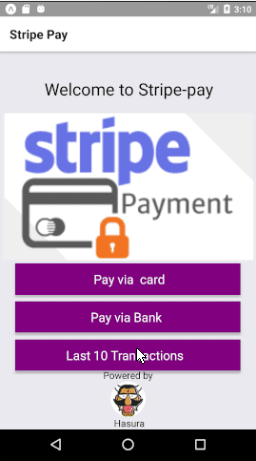 3:10
Stripe Pay
Welcome to Stripe-pay
stripe
Payment
Pay via card
Pay via Bank
Last 10 Transactions
Powered by
Hasura